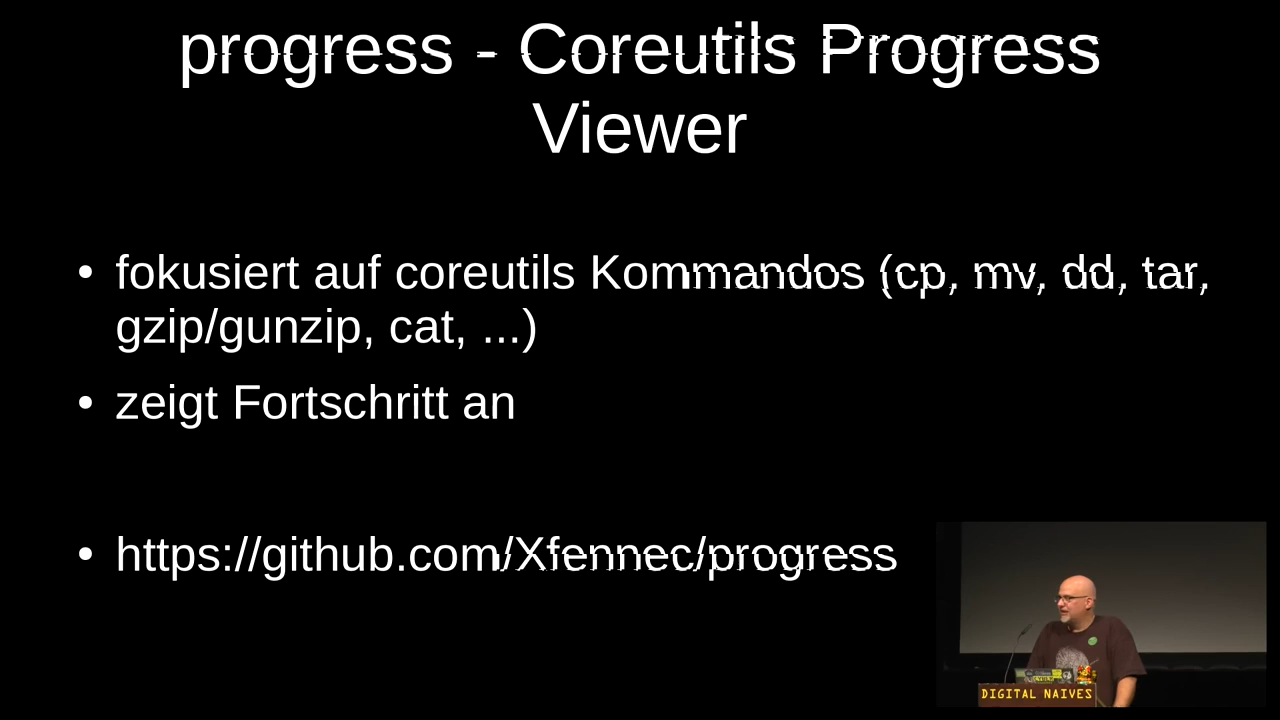 progress - Coreutils Progress
Viewer
• fokusiert auf coreutils Kommandos (cp, mv, dd, tar,
gzip/gunzip, cat, ...)
• zeigt Fortschritt an
• https://github.com/Xfennec/progress
DIGITAL NAIVES